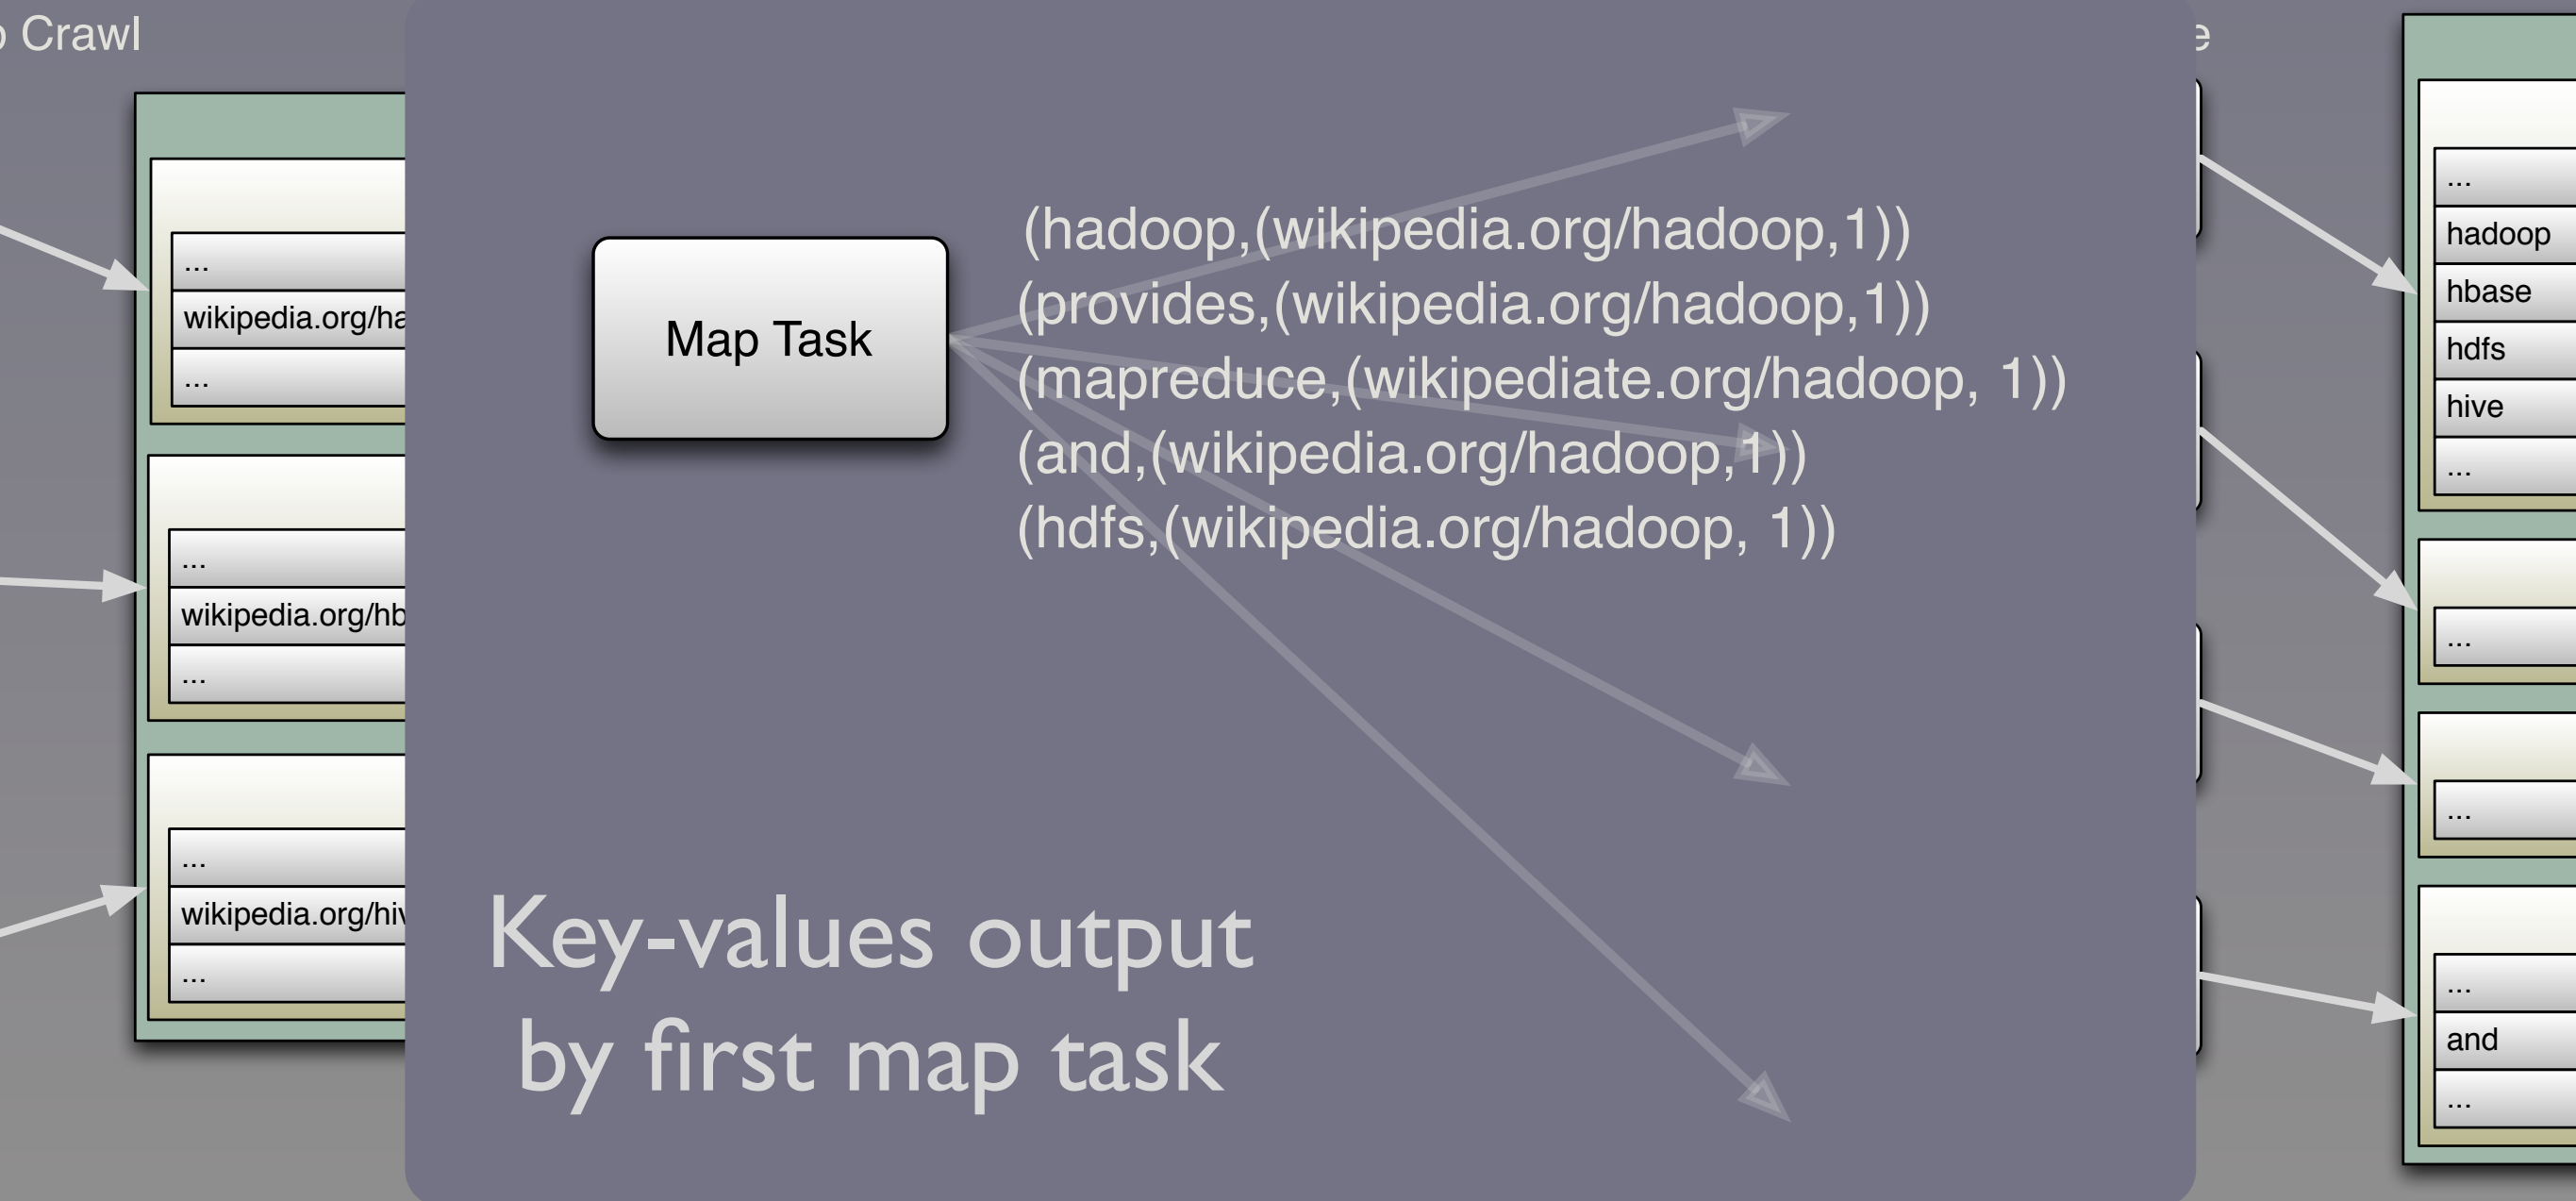 Crawl
...
wikipedia.org/ha
...
...
wikipedia.org/hb
...
...
wikipedia.org/hiv
...
Map Task
(hadoop,(wikipedia.org/hadoop,1))
(provides,(wikipedia.org/hadoop,1))
(mapreduce,(wikipediate.org/hadoop, 1))
(and,(wikipedia.org/hadoop,1))
(hdfs,(wikipedia.org/hadoop, 1))
Key-values output
by first map task
...
hadoop
hbase
hdfs
hive
...
...
...
...
and
...